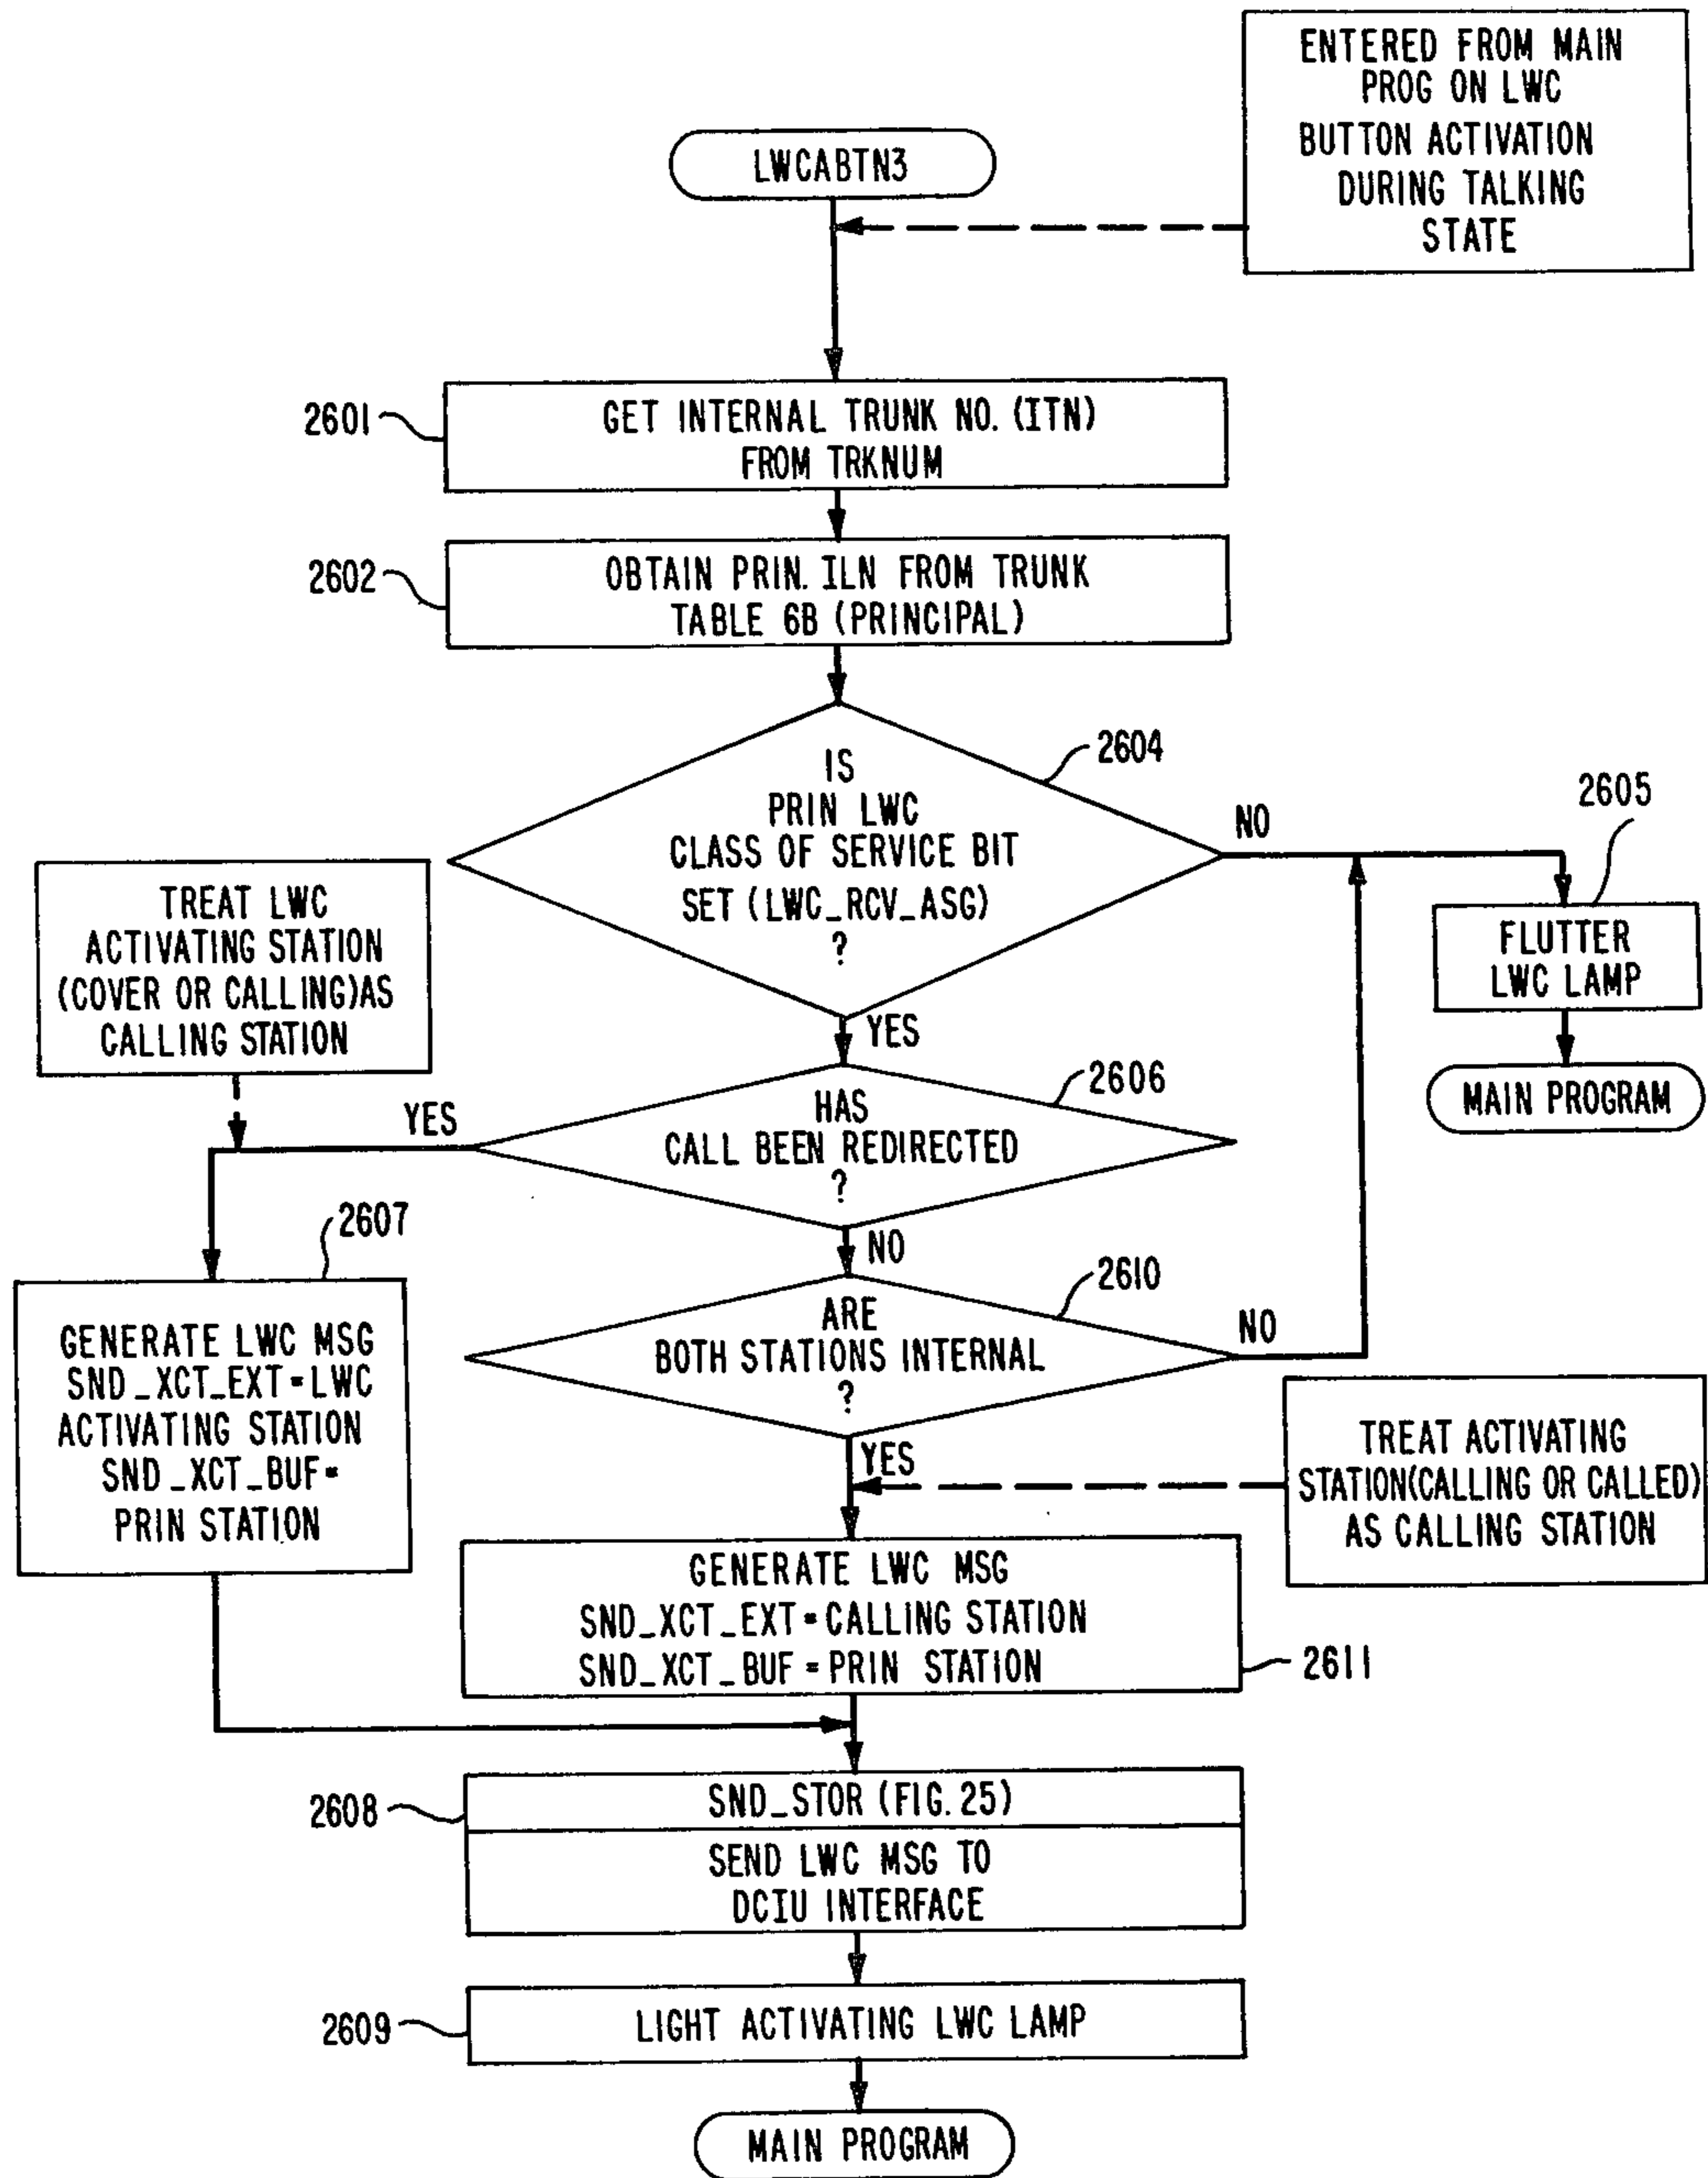 ENTERED FROM MAIN
PROG ON LWC
BUTTON ACTIVATION
DURING TALKING
STATE
LWCABTN3
2601
GET INTERNAL TRUNK NO. (ITN)
FROM TRKNUM
2602
OBTAIN PRIN. ILN FROM TRUNK
TABLE 6B (PRINCIPAL)
2604
IS
PRIN LWC
CLASS OF SERVICE BIT
SET (LWC_RCV_ASG)
?
NO
2605
FLUTTER
LWC LAMP
MAIN PROGRAM
TREAT LWC
ACTIVATING STATION
(COVER OR CALLING)AS
CALLING STATION
YES
2606
HAS
CALL BEEN REDIRECTED
?
YES
2607
GENERATE LWC MSG
SND_XCT_EXT=LWC
ACTIVATING STATION
SND_XCT_BUF=
PRIN STATION
NO
2610
ARE
BOTH STATIONS INTERNAL
?
NO
YES
TREAT ACTIVATING
STATION(CALLING OR CALLED)
AS CALLING STATION
GENERATE LWC MSG
SND_XCT_EXT=CALLING STATION
SND_XCT_BUF=PRIN STATION
2611
2608
SND_STOR (FIG. 25)
SEND LWC MSG TO
DCIU INTERFACE
2609
LIGHT ACTIVATING LWC LAMP
MAIN PROGRAM